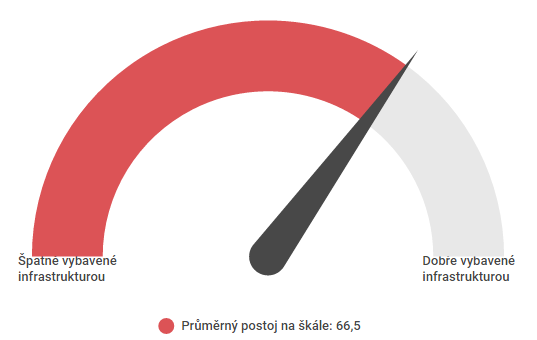 Špatně vybavené
infrastrukturou
Dobře vybavené
infrastrukturou
Průměrný postoj na škále: 66,5